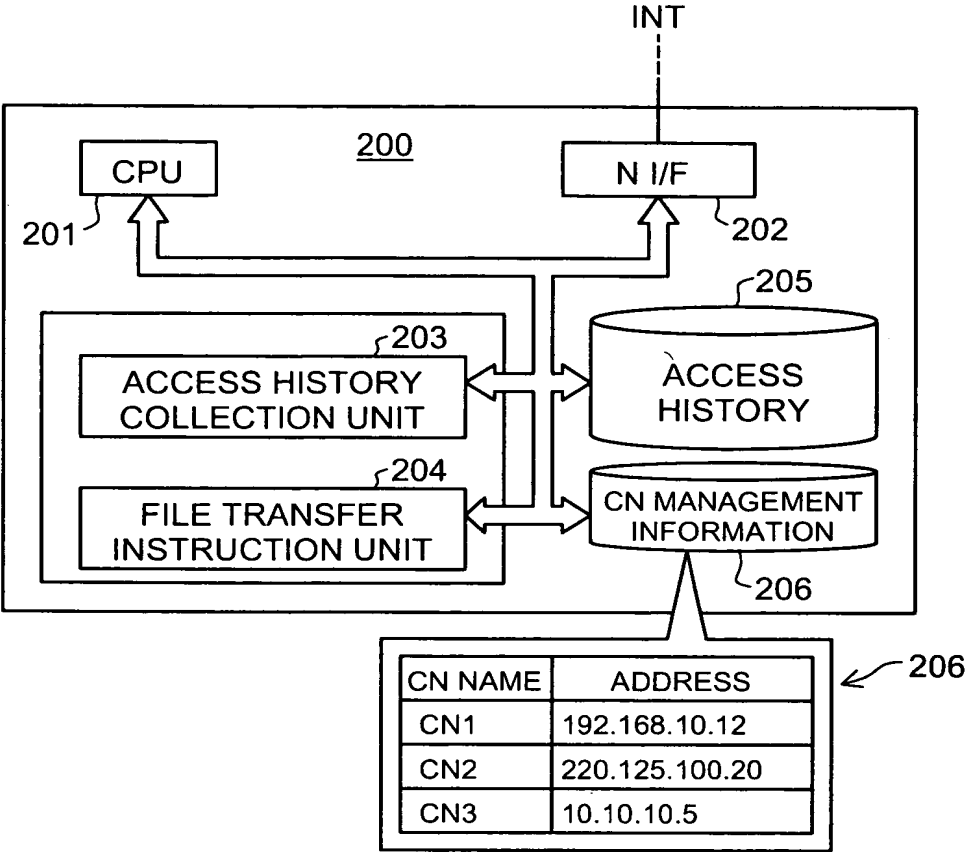 INT
200
CPU
N I/F
201
202
205
203
ACCESS HISTORY
COLLECTION UNIT
ACCESS
HISTORY
204
FILE TRANSFER
INSTRUCTION UNIT
CN MANAGEMENT
INFORMATION
206
206
CN NAME ADDRESS
CN1 192.168.10.12
CN2 220.125.100.20
CN3 10.10.10.5